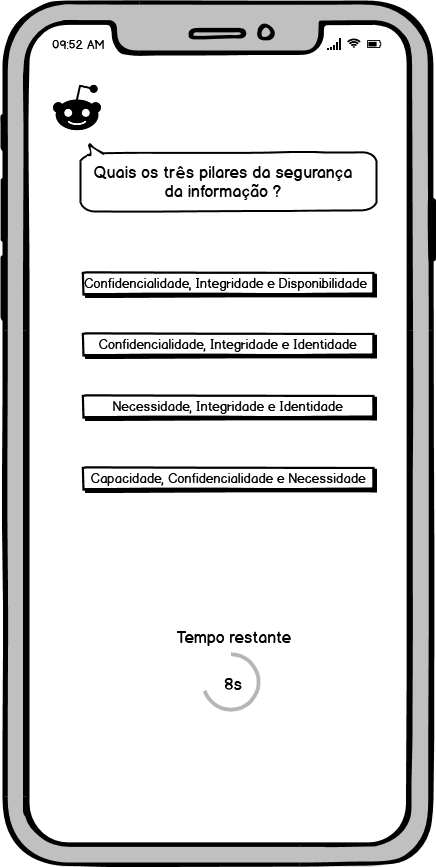 09:52 AM
Quais os três pilares da segurança
da informação ?
Confidencialidade, Integridade e Disponibilidade
Confidencialidade, Integridade e Identidade
Necessidade, Integridade e Identidade
Capacidade, Confidencialidade e Necessidade
Tempo restante
8s